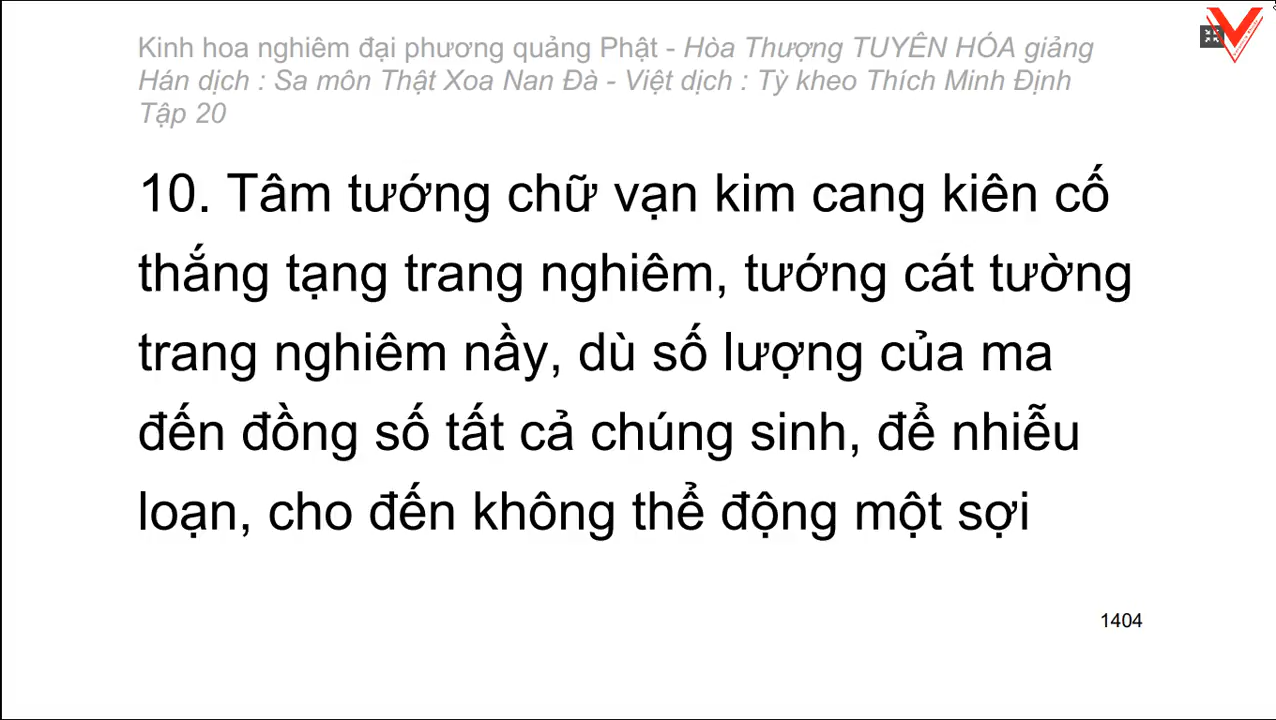 Kinh hoa nghiêm đại phương quảng Phật - Hòa Thượng TUYÊN HÓA giảng
Hán dịch : Sa môn Thật Xoa Nan Đà - Việt dịch : Tỳ kheo Thích Minh Định
Tập 20
10. Tâm tướng chữ vạn kim cang kiên cố
thắng tạng trang nghiêm, tướng cát tường
trang nghiêm nầy, dù số lượng của ma
đến đồng số tất cả chúng sinh, để nhiễu
loạn, cho đến không thể động một sợi
1404